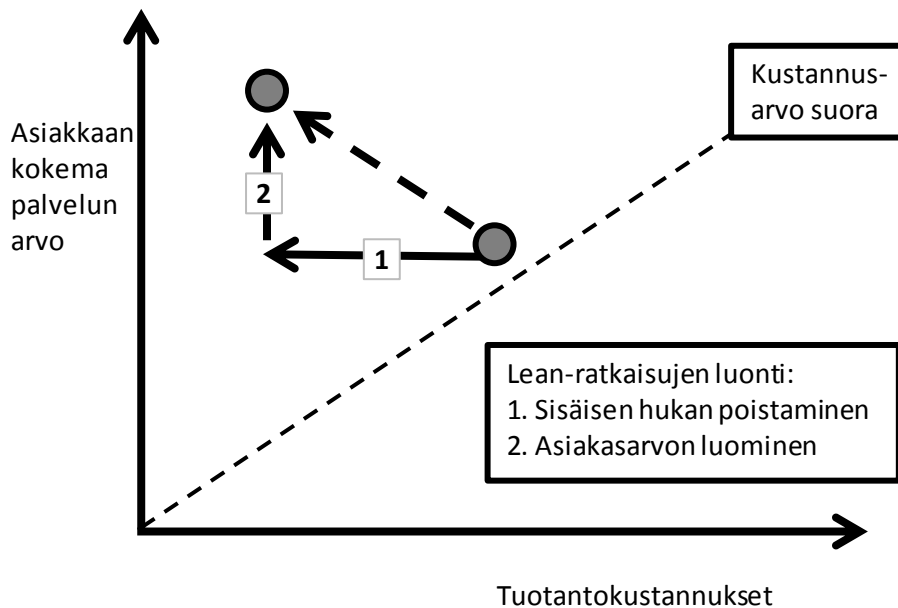 Asiakkaan
kokema
palvelun
arvo
Kustannus-
arvo suora
2
1
Lean-ratkaisujen luonti:
1. Sisäisen hukan poistaminen
2. Asiakasarvon luominen
Tuotantokustannukset